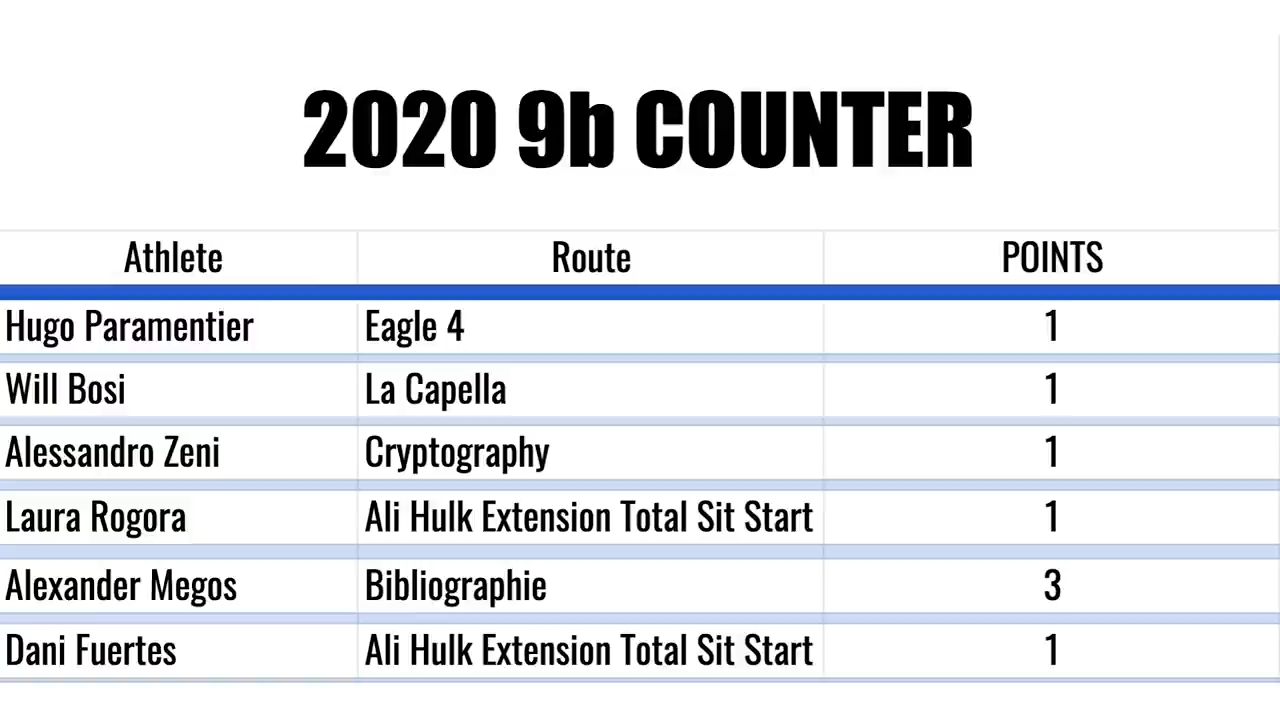 2020 9b COUNTER
Athlete Route POINTS
Hugo Paramentier Eagle 4 1
Will Bosi La Capella 1
Alessandro Zeni Cryptography 1
Laura Rogora Ali Hulk Extension Total Sit Start 1
Alexander Megos Bibliographie 3
Dani Fuertes Ali Hulk Extension Total Sit Start 1